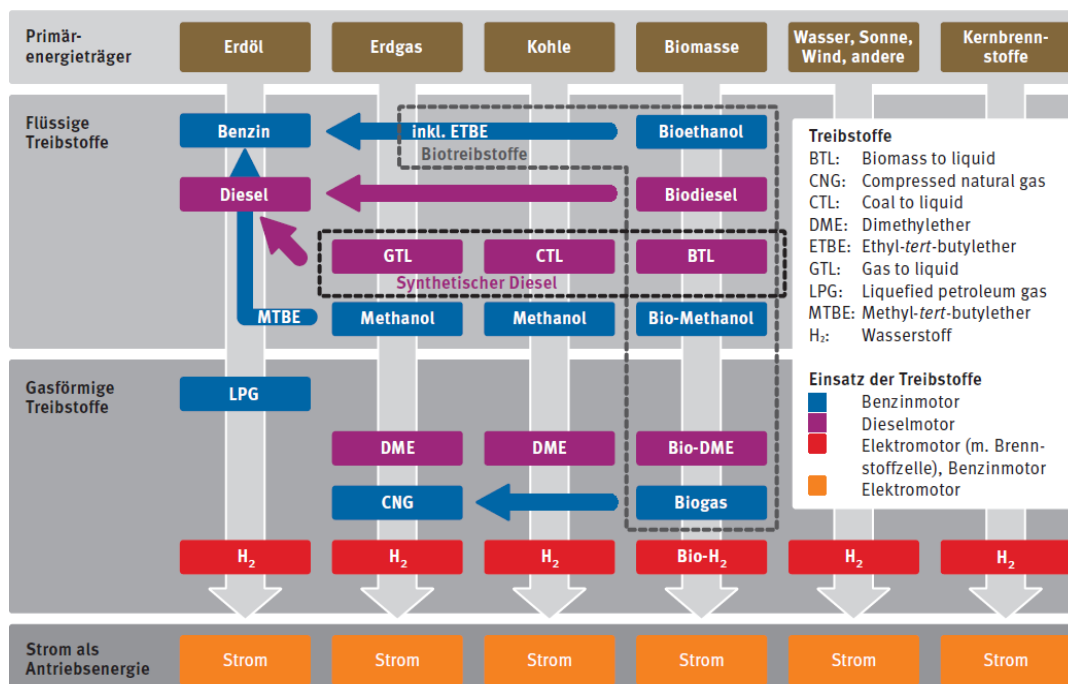 Primär-
energieträger
Erdöl
Erdgas
Kohle
Biomasse
Wasser, Sonne,
Wind, andere
Kernbrenn-
stoffe
Flüssige
Treibstoffe
Benzin
inkl. ETBE
Bioethanol
Biotreibstoffe
Diesel
Biodiesel
GTL
CTL
BTL
Synthetischer Diesel
MTBE
Methanol
Methanol
Bio-Methanol
Treibstoffe
BTL: Biomass to liquid
CNG: Compressed natural gas
CTL: Coal to liquid
DME: Dimethylether
ETBE: Ethyl-tert-butylether
GTL: Gas to liquid
LPG: Liquefied petroleum gas
MTBE: Methyl-tert-butylether
H₂: Wasserstoff
Einsatz der Treibstoffe
Benzinmotor
Dieselmotor
Elektromotor (m. Brenn-
stoffzelle), Benzinmotor
Elektromotor
Gasförmige
Treibstoffe
LPG
DME
DME
Bio-DME
CNG
Biogas
H₂
H₂
H₂
Bio-H₂
H₂
H₂
Strom als
Antriebsenergie
Strom
Strom
Strom
Strom
Strom
Strom